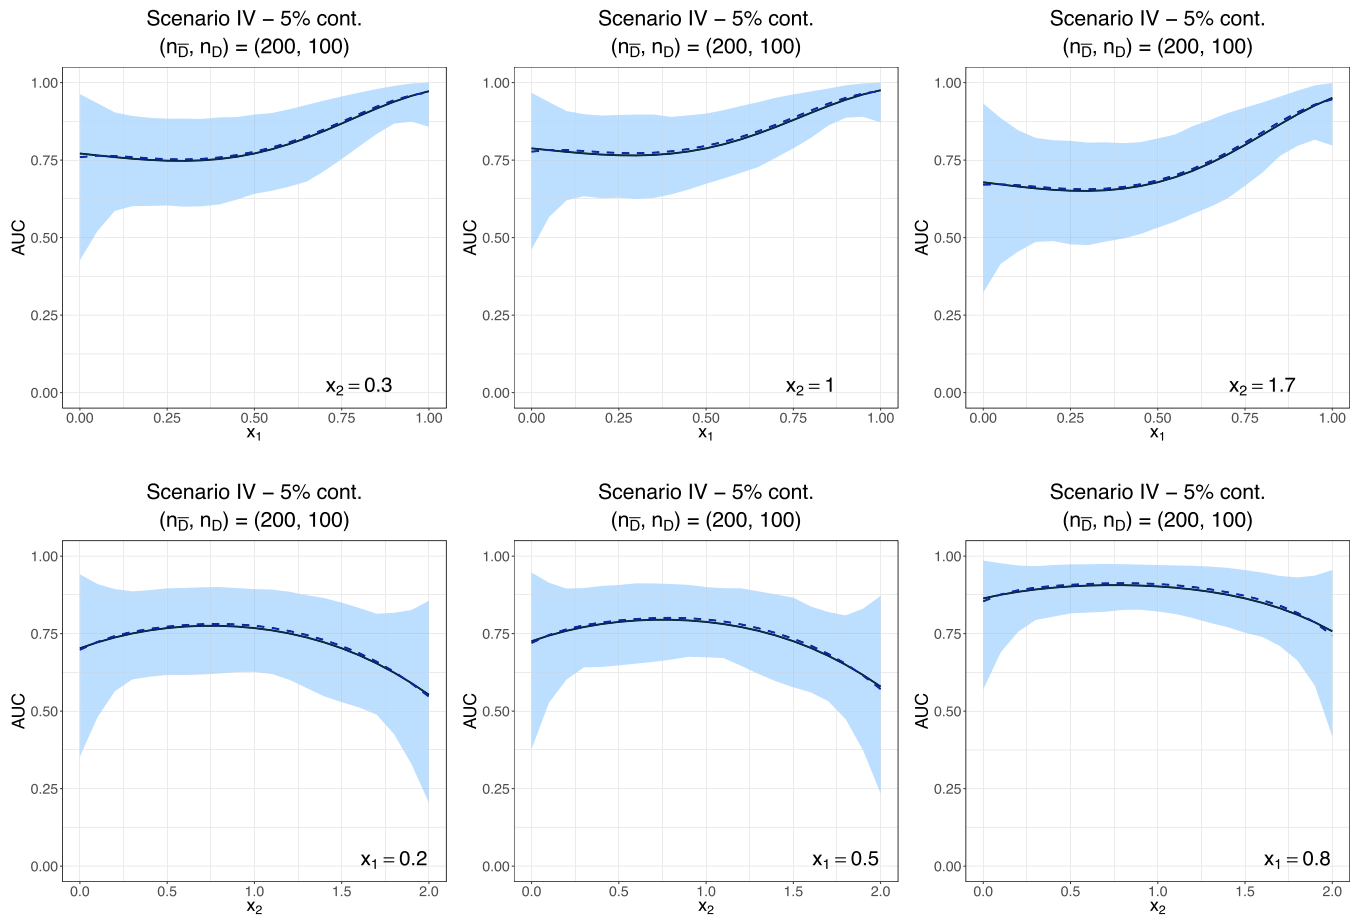 Scenario IV – 5% cont.
(n_D̅, n_D) = (200, 100)
1.00
0.75
0.50
0.25
0.00
AUC
x₂ = 0.3
0.00 0.25 0.50 0.75 1.00
x₁
Scenario IV – 5% cont.
(n_D̅, n_D) = (200, 100)
1.00
0.75
0.50
0.25
0.00
AUC
x₂ = 1
0.00 0.25 0.50 0.75 1.00
x₁
Scenario IV – 5% cont.
(n_D̅, n_D) = (200, 100)
1.00
0.75
0.50
0.25
0.00
AUC
x₂ = 1.7
0.00 0.25 0.50 0.75 1.00
x₁
Scenario IV – 5% cont.
(n_D̅, n_D) = (200, 100)
1.00
0.75
0.50
0.25
0.00
AUC
x₁ = 0.2
0.0 0.5 1.0 1.5 2.0
x₂
Scenario IV – 5% cont.
(n_D̅, n_D) = (200, 100)
1.00
0.75
0.50
0.25
0.00
AUC
x₁ = 0.5
0.0 0.5 1.0 1.5 2.0
x₂
Scenario IV – 5% cont.
(n_D̅, n_D) = (200, 100)
1.00
0.75
0.50
0.25
0.00
AUC
x₁ = 0.8
0.0 0.5 1.0 1.5 2.0
x₂